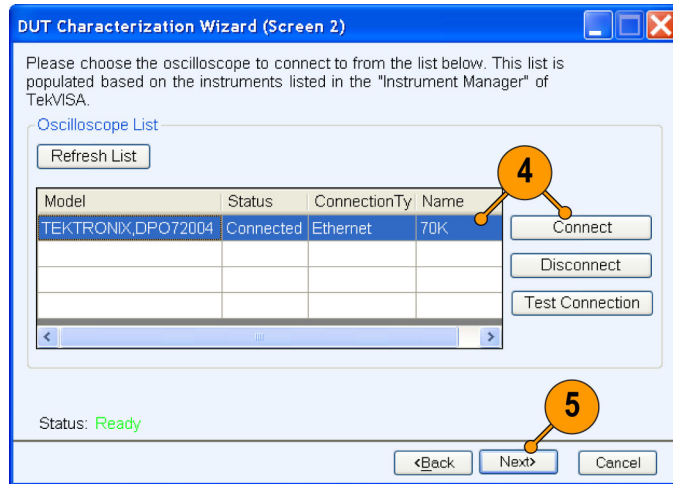 DUT Characterization Wizard (Screen 2)
Please choose the oscilloscope to connect to from the list below. This list is
populated based on the instruments listed in the "Instrument Manager" of
TekVISA.
Oscilloscope List
Refresh List
Model Status ConnectionTy Name
TEKTRONIX,DPO72004 Connected Ethernet 70K
4
Connect
Disconnect
Test Connection
Status: Ready
5
<Back Next> Cancel